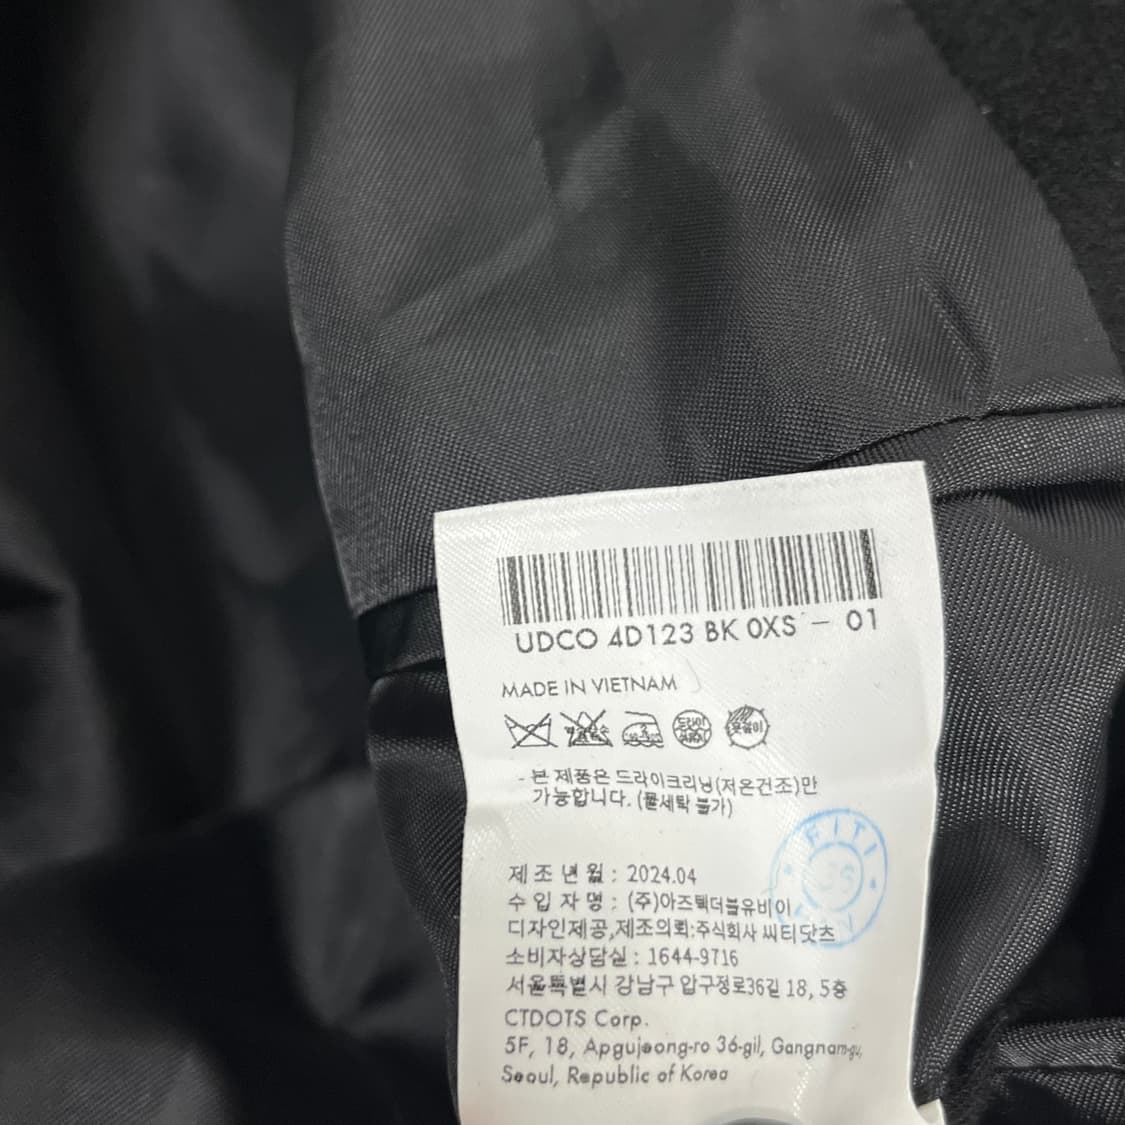 UDCO 4D123 BK 0XS - 01
MADE IN VIETNAM
드라이
- 본 제품은 드라이크리닝(저온건조)만
가능합니다. (물세탁 불가)
FITI
제 조 년 월 : 2024.04
수 입 자 명 : (주)아즈텍더블유비이
디자인제공,제조의뢰:주식회사 씨티닷츠
소비자상담실 : 1644-9716
서울특별시 강남구 압구정로36길 18, 5층
CTDOTS Corp.
5F, 18, Apgujeong-ro 36-gil, Gangnam-gu,
Seoul, Republic of Korea